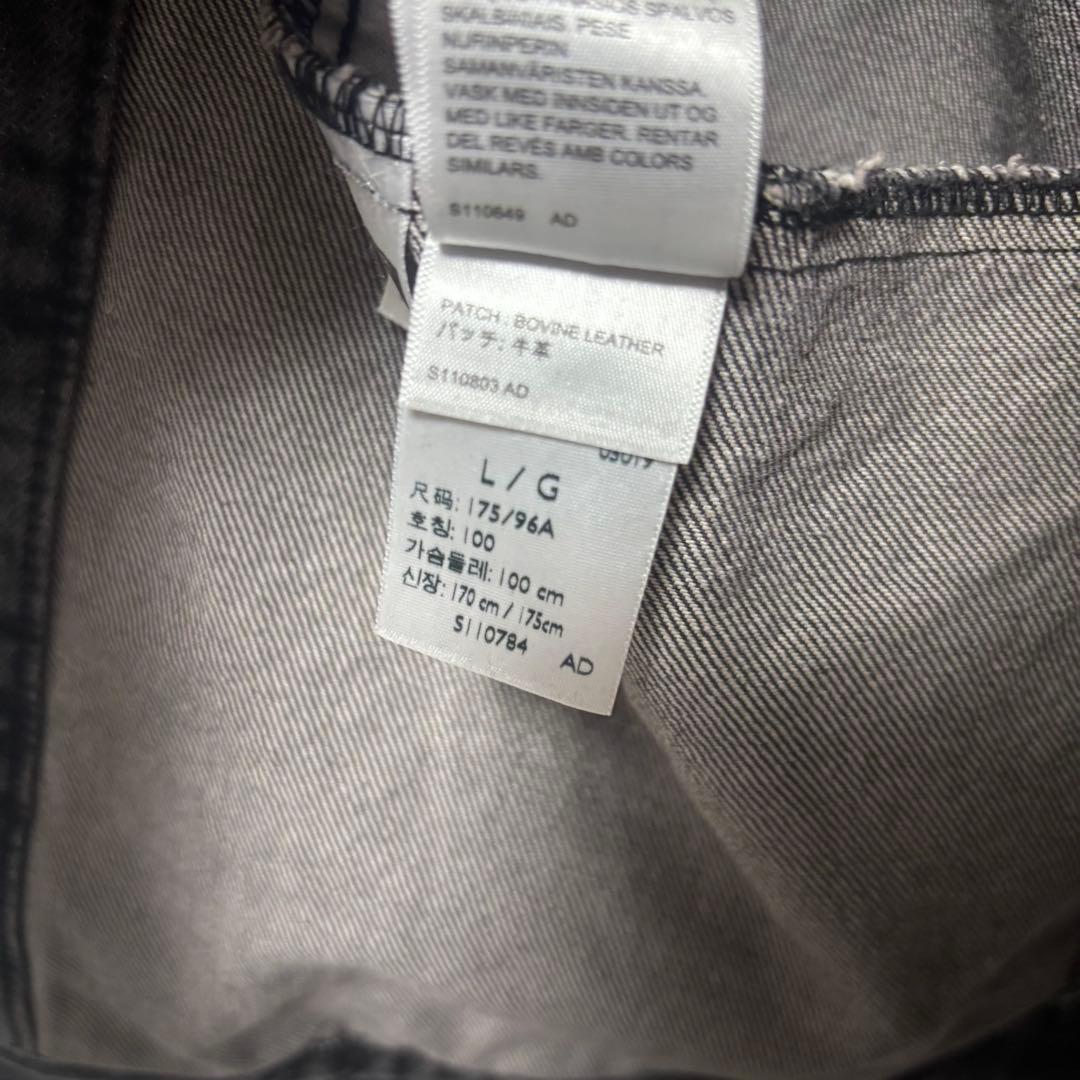 SPALVOS
PESE
NURINPERIN
SAMANVÄRISTEN KANSSA.
VASK MED INNSIDEN UT OG
MED LIKE FARGER. RENTAR
DEL REVÉS AMB COLORS
SIMILARS.
S110649 AD
PATCH : BOVINE LEATHER
パッチ: 牛革
S110803 AD
03019
L / G
尺码: 175/96A
호칭: 100
가슴둘레: 100 cm
신장: 170 cm / 175cm
S110784 AD